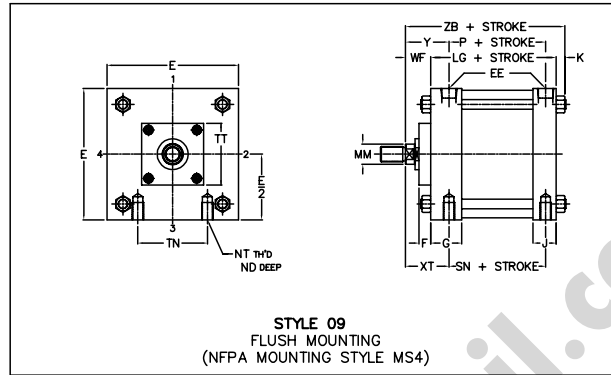 ZB + STROKE
Y
P + STROKE
WF
LG + STROKE
K
EE
E
1
E
4
TT
2
E
2
3
TN
NT TH'D
ND DEEP
MM
F
G
J
XT
SN + STROKE
STYLE 09
FLUSH MOUNTING
(NFPA MOUNTING STYLE MS4)